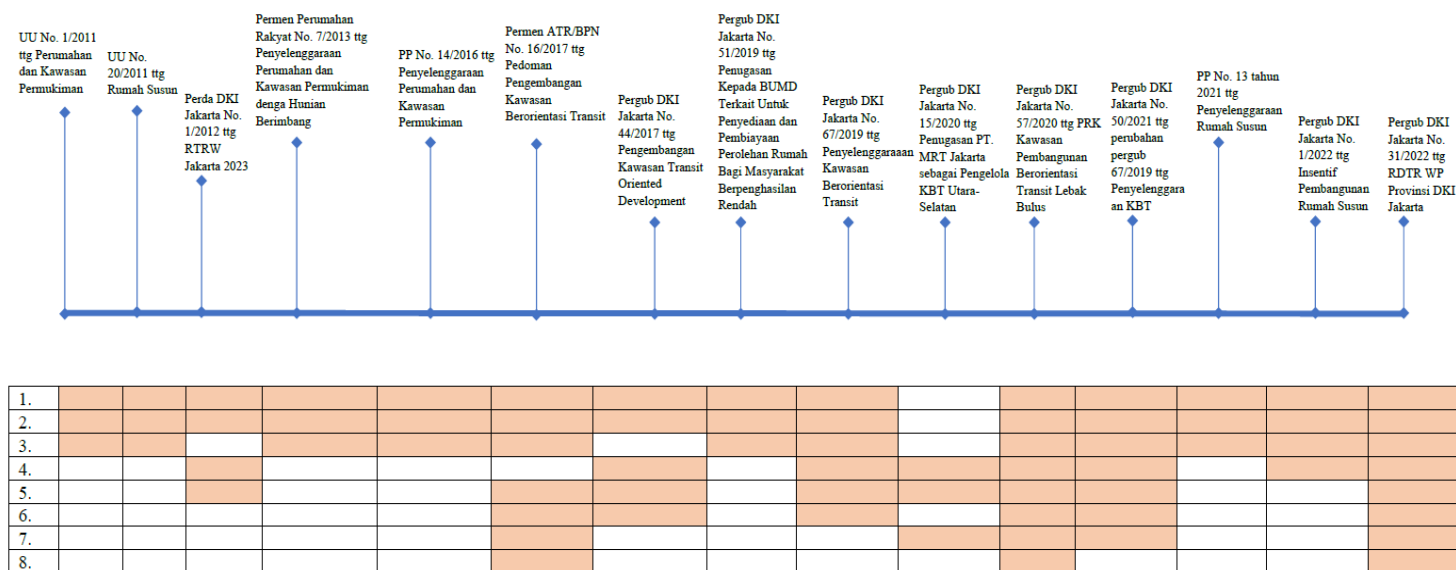 UU No. 1/2011
ttg Perumahan
dan Kawasan
Permukiman
UU No.
20/2011 ttg
Rumah Susun
Perda DKI
Jakarta No.
1/2012 ttg
RTRW
Jakarta 2023
Permen Perumahan
Rakyat No. 7/2013 ttg
Penyelenggaraan
Perumahan dan
Kawasan Permukiman
denga Hunian
Berimbang
PP No. 14/2016 ttg
Penyelenggaraan
Perumahan dan
Kawasan
Permukiman
Permen ATR/BPN
No. 16/2017 ttg
Pedoman
Pengembangan
Kawasan
Berorientasi Transit
Pergub DKI
Jakarta No.
44/2017 ttg
Pengembangan
Kawasan Transit
Oriented
Development
Pergub DKI
Jakarta No.
51/2019 ttg
Penugasan
Kepada BUMD
Terkait Untuk
Penyediaan dan
Pembiayaan
Perolehan Rumah
Bagi Masyarakat
Berpenghasilan
Rendah
Pergub DKI
Jakarta No.
67/2019 ttg
Penyelenggaraaan
Kawasan
Berorientasi
Transit
Pergub DKI
Jakarta No.
15/2020 ttg
Penugasan PT.
MRT Jakarta
sebagai Pengelola
KBT Utara-
Selatan
Pergub DKI
Jakarta No.
57/2020 ttg PRK
Kawasan
Pembangunan
Berorientasi
Transit Lebak
Bulus
Pergub DKI
Jakarta No.
50/2021 ttg
perubahan
pergub
67/2019 ttg
Penyelenggara
an KBT
PP No. 13 tahun
2021 ttg
Penyelenggaraan
Rumah Susun
Pergub DKI
Jakarta No.
1/2022 ttg
Insentif
Pembangunan
Rumah Susun
Pergub DKI
Jakarta No.
31/2022 ttg
RDTR WP
Provinsi DKI
Jakarta
1.
2.
3.
4.
5.
6.
7.
8.